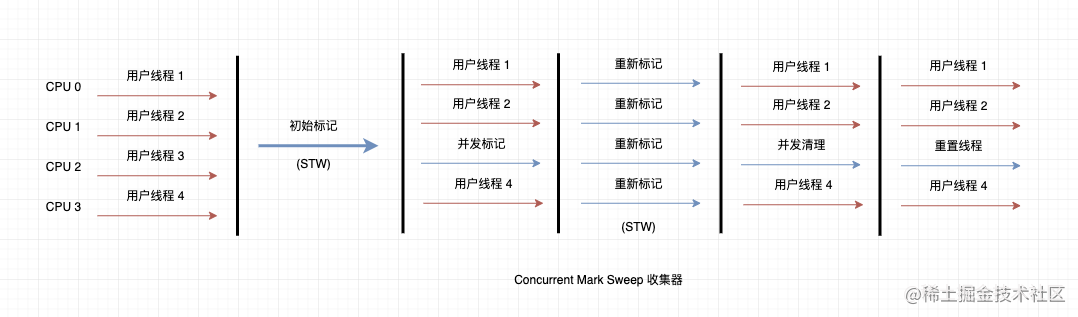 用户线程 1
用户线程 1
重新标记
用户线程 1
用户线程 1
CPU 0
用户线程 2
用户线程 2
重新标记
用户线程 2
用户线程 2
CPU 1
初始标记
用户线程 3
并发标记
重新标记
并发清理
重置线程
CPU 2
(STW)
用户线程 4
用户线程 4
重新标记
用户线程 4
用户线程 4
CPU 3
(STW)
Concurrent Mark Sweep 收集器
@稀土掘金技术社区